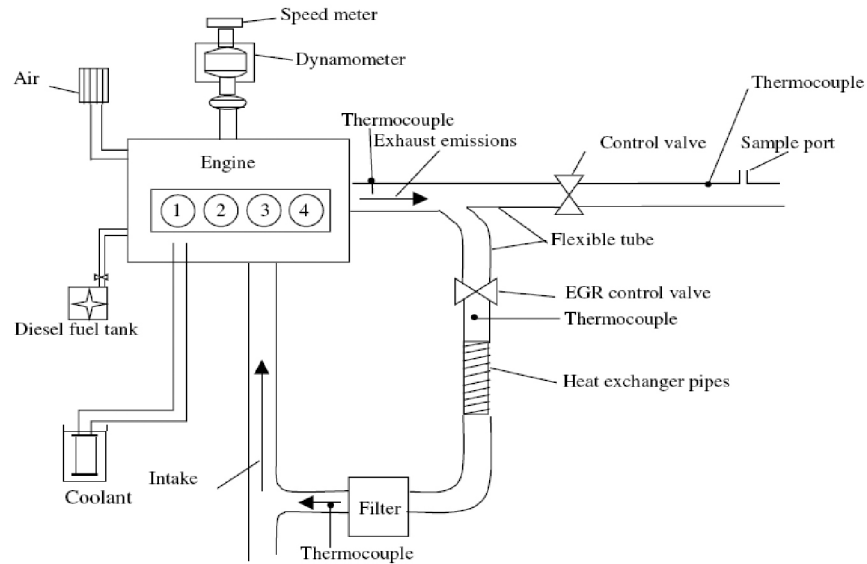 Speed meter
Dynamometer
Air
Thermocouple
Thermocouple
Exhaust emissions
Control valve
Sample port
Engine
1 2 3 4
Flexible tube
EGR control valve
Thermocouple
Diesel fuel tank
Heat exchanger pipes
Intake
Coolant
Filter
Thermocouple